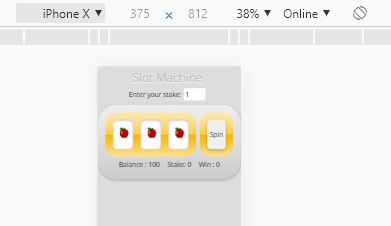 iPhone X ▼ 375 × 812 38% ▼ Online ▼
Slot Machine
Enter your stake: 1
Spin
Balance : 100 Stake: 0 Win : 0